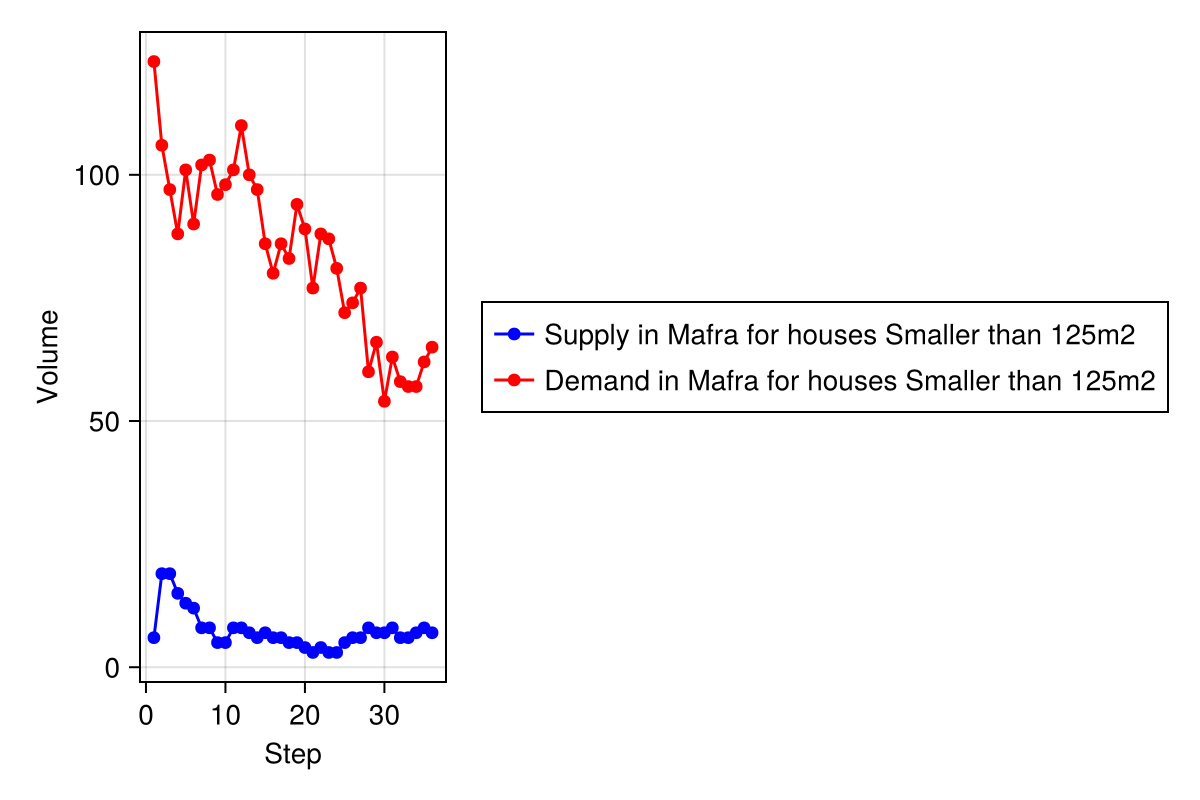 Volume
100
50
0
0 10 20 30
Step
Supply in Mafra for houses Smaller than 125m2
Demand in Mafra for houses Smaller than 125m2